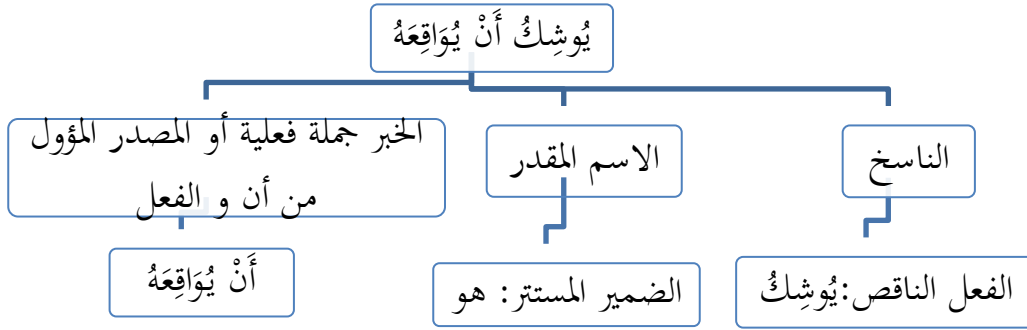 يُوشِكُ أَنْ يُوَاقِعَهُ
الناسخ
الاسم المقدر
الخبر جملة فعلية أو المصدر المؤول
من أن و الفعل
الفعل الناقص:يُوشِكُ
الضمير المستتر: هو
أَنْ يُوَاقِعَهُ